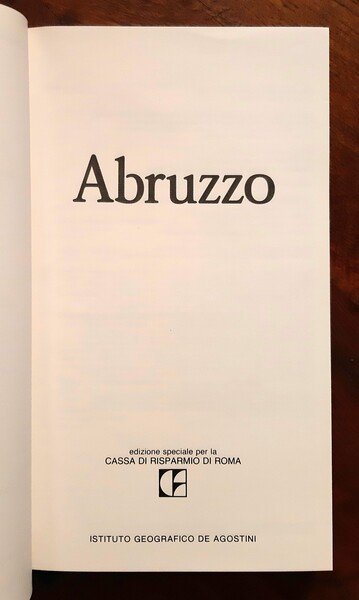 Abruzzo
edizione speciale per la
CASSA DI RISPARMIO DI ROMA
ISTITUTO GEOGRAFICO DE AGOSTINI